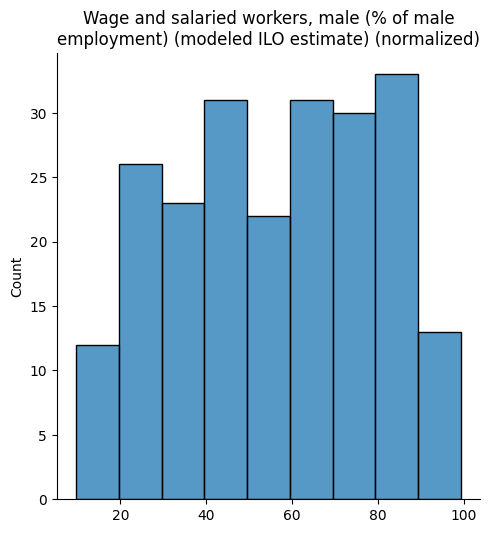 Wage and salaried workers, male (% of male
employment) (modeled ILO estimate) (normalized)
30
25
20
15
10
5
0
Count
20 40 60 80 100